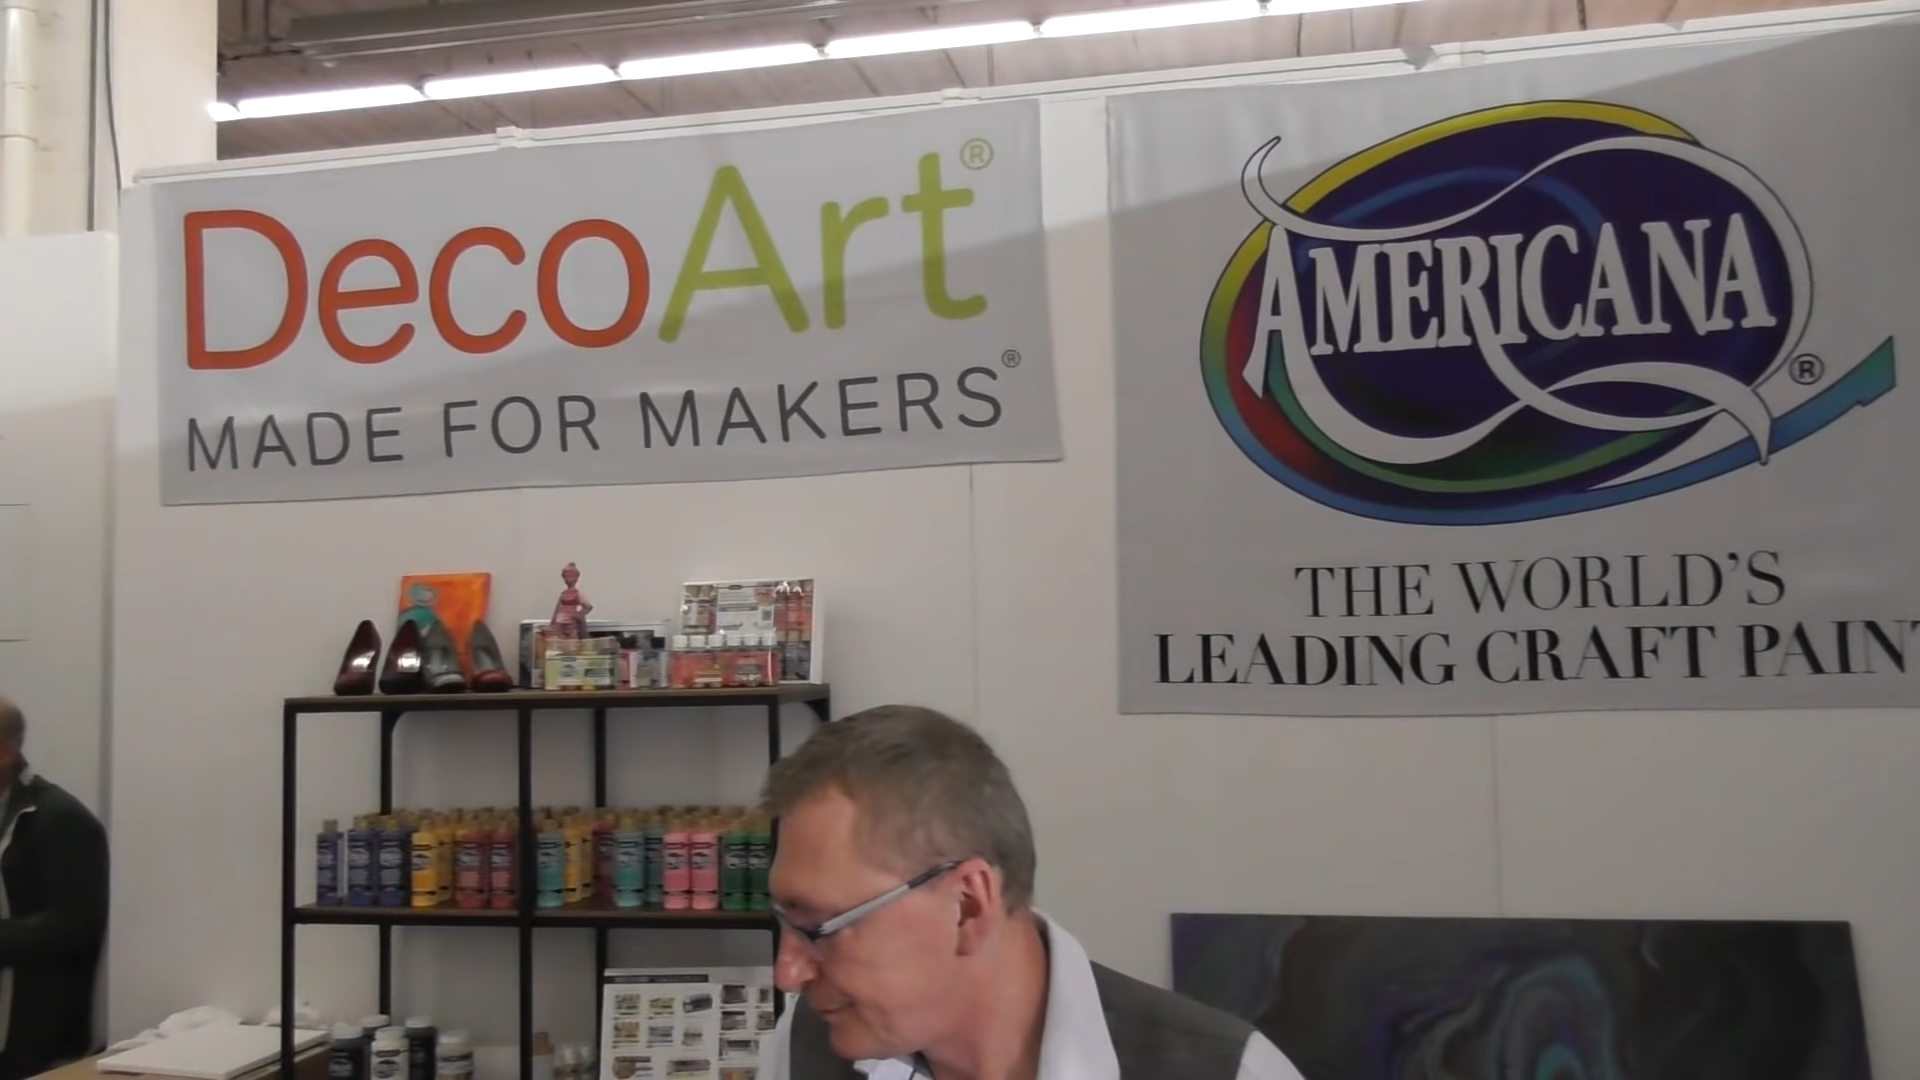 DecoArt®
MADE FOR MAKERS®
AMERICANA®
THE WORLD'S
LEADING CRAFT PAINT